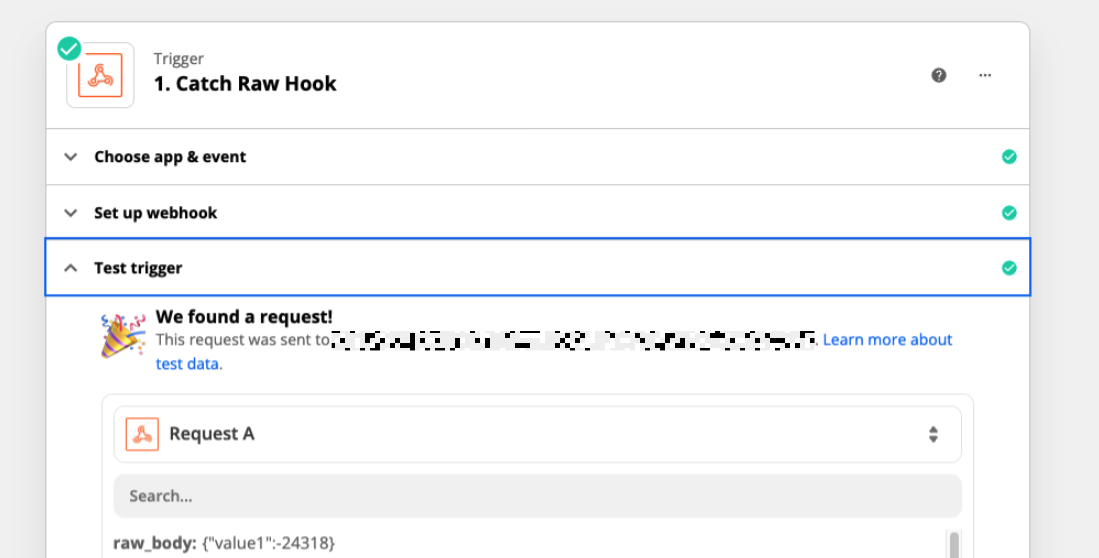 Trigger
1. Catch Raw Hook
Choose app & event
Set up webhook
Test trigger
We found a request!
This request was sent to . Learn more about
test data.
Request A
Search...
raw_body: {"value1":-24318}